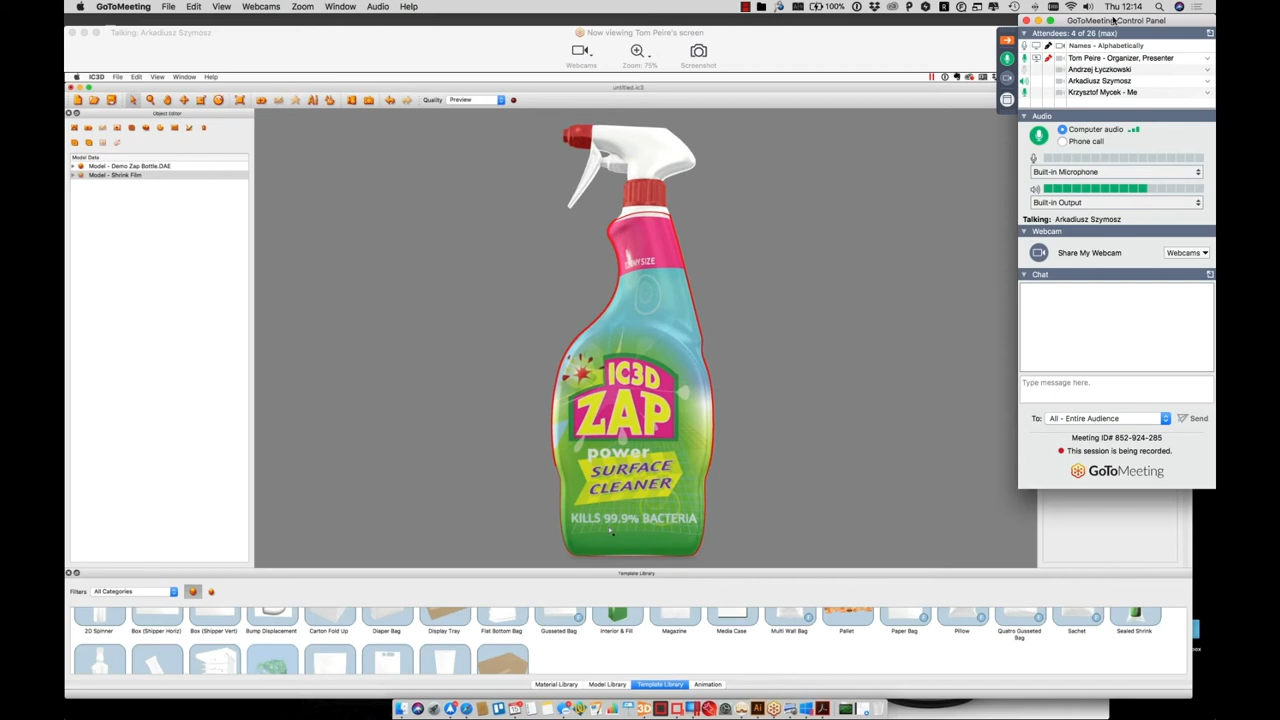 GoToMeeting File Edit View Webcams Zoom Window Audio Help
100% Thu 12:14
Talking: Arkadiusz Szymosz
Now viewing Tom Peire's screen
Webcams Zoom: 75% Screenshot
IC3D File Edit View Window Help
untitled.ic3
Quality Preview
Object Editor
Model Data
Model - Demo Zap Bottle.DAE
Model - Shrink Film
IC3D
ZAP
power
SURFACE
CLEANER
KILLS 99.9% BACTERIA
GoToMeeting Control Panel
Attendees: 4 of 26 (max)
Names - Alphabetically
Tom Peire - Organizer, Presenter
Andrzej Łyczkowski
Arkadiusz Szymosz
Krzysztof Mycek - Me
Audio
Computer audio
Phone call
Built-in Microphone
Built-in Output
Talking: Arkadiusz Szymosz
Webcam
Share My Webcam Webcams
Chat
Type message here.
To: All - Entire Audience Send
Meeting ID# 852-924-285
This session is being recorded.
GoToMeeting
Template Library
Filters All Categories
2D Spinner
Box (Shipper Horiz)
Box (Shipper Vert)
Bump Displacement
Carton Fold Up
Diaper Bag
Display Tray
Flat Bottom Bag
Gusseted Bag
Interior & Fill
Magazine
Media Case
Multi Wall Bag
Pallet
Paper Bag
Pillow
Quatro Gusseted
Bag
Sachet
Sealed Shrink
Material Library Model Library Template Library Animation